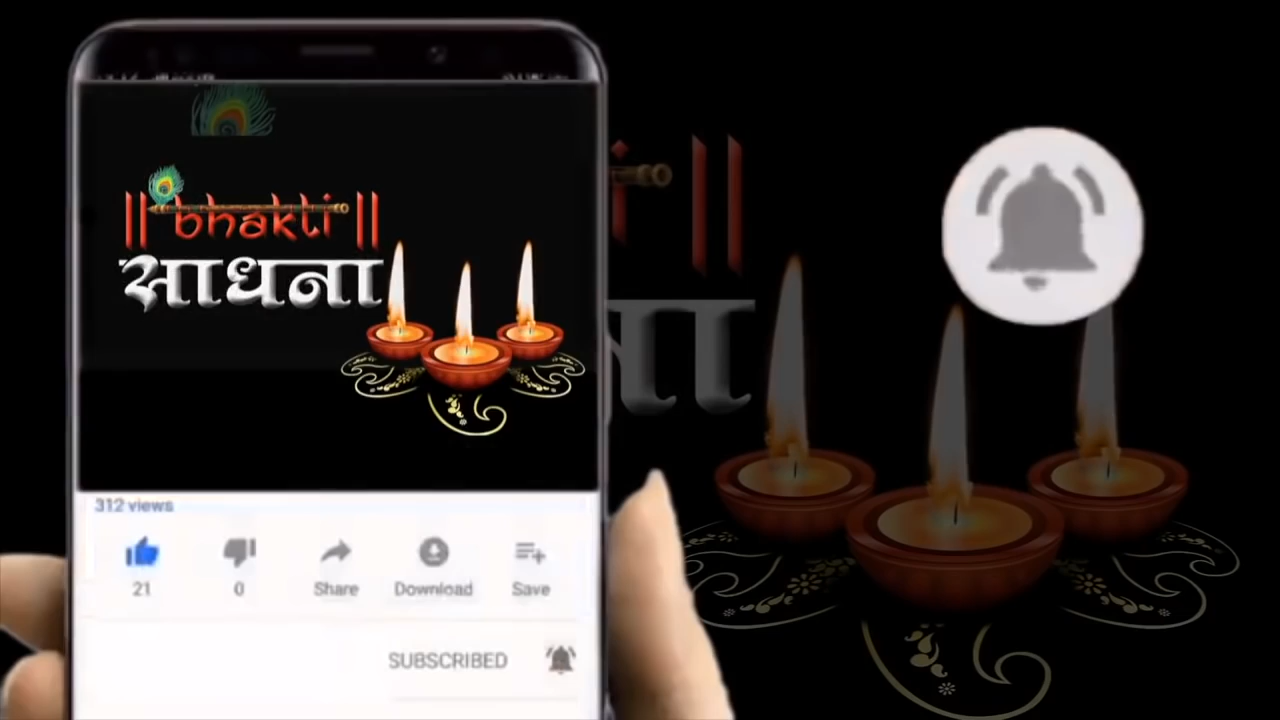 || bhakti ||
साधना
312 views
21
0
Share
Download
Save
SUBSCRIBED